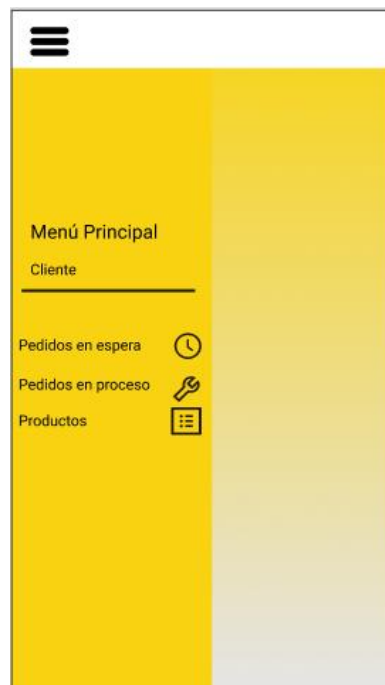 Menú Principal
Cliente
Pedidos en espera
Pedidos en proceso
Productos